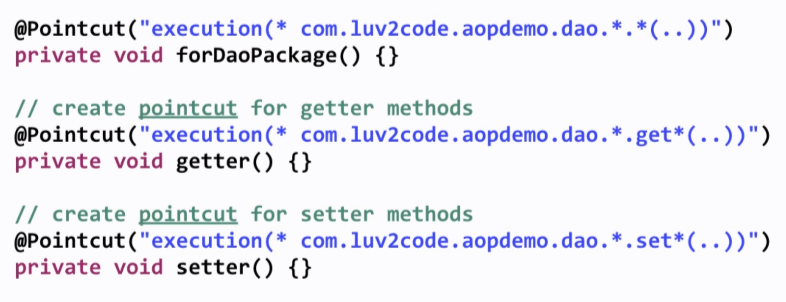 @Pointcut("execution(* com.luv2code.aopdemo.dao.*.*(..))")
private void forDaoPackage() {}
// create pointcut for getter methods
@Pointcut("execution(* com.luv2code.aopdemo.dao.*.get*(..))")
private void getter() {}
// create pointcut for setter methods
@Pointcut("execution(* com.luv2code.aopdemo.dao.*.set*(..))")
private void setter() {}